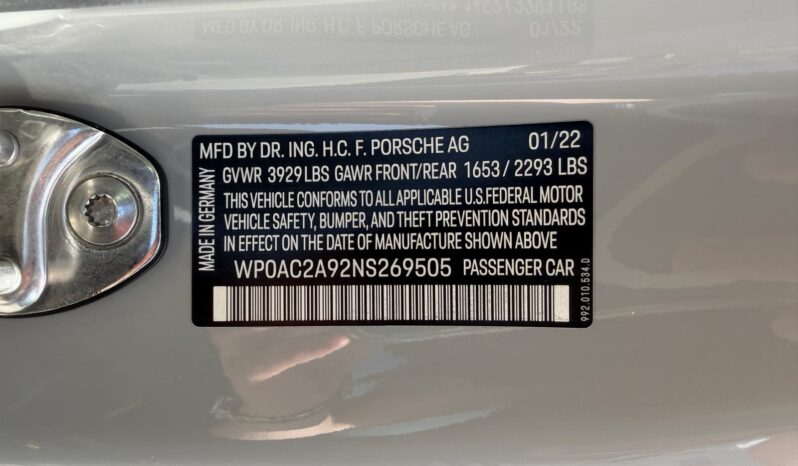 MFD BY DR. ING. H.C. F. PORSCHE AG 01/22
GVWR 3929 LBS GAWR FRONT/REAR 1653 / 2293 LBS
THIS VEHICLE CONFORMS TO ALL APPLICABLE U.S.FEDERAL MOTOR
VEHICLE SAFETY, BUMPER, AND THEFT PREVENTION STANDARDS
IN EFFECT ON THE DATE OF MANUFACTURE SHOWN ABOVE
WP0AC2A92NS269505 PASSENGER CAR
MADE IN GERMANY
992.010.534.D